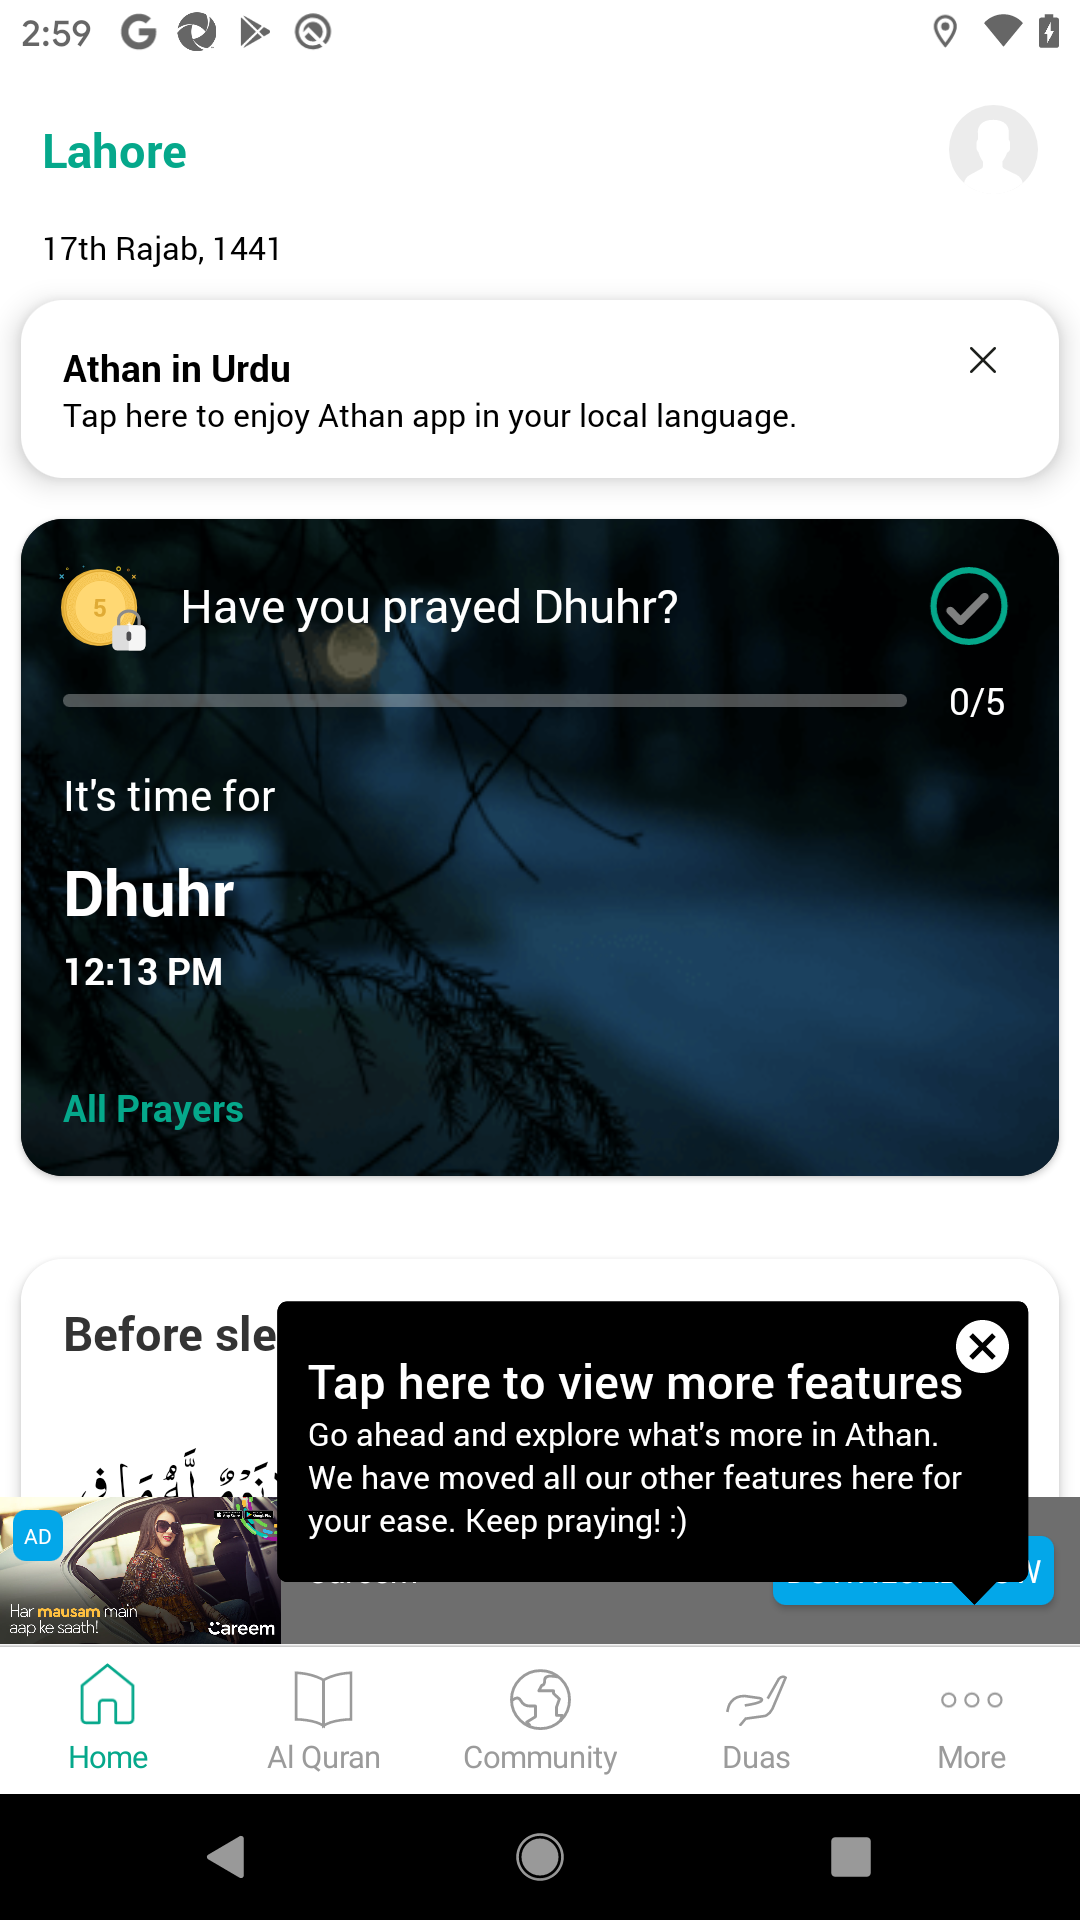 2:59
Lahore
17th Rajab, 1441
Athan in Urdu
Tap here to enjoy Athan app in your local language.
5
Have you prayed Dhuhr?
0/5
It's time for
Dhuhr
12:13 PM
All Prayers
Before sle
Tap here to view more features
Go ahead and explore what's more in Athan.
We have moved all our other features here for
your ease. Keep praying! :)
AD
Har mausam main
aap ke saath!
Careem
Home
Al Quran
Community
Duas
More